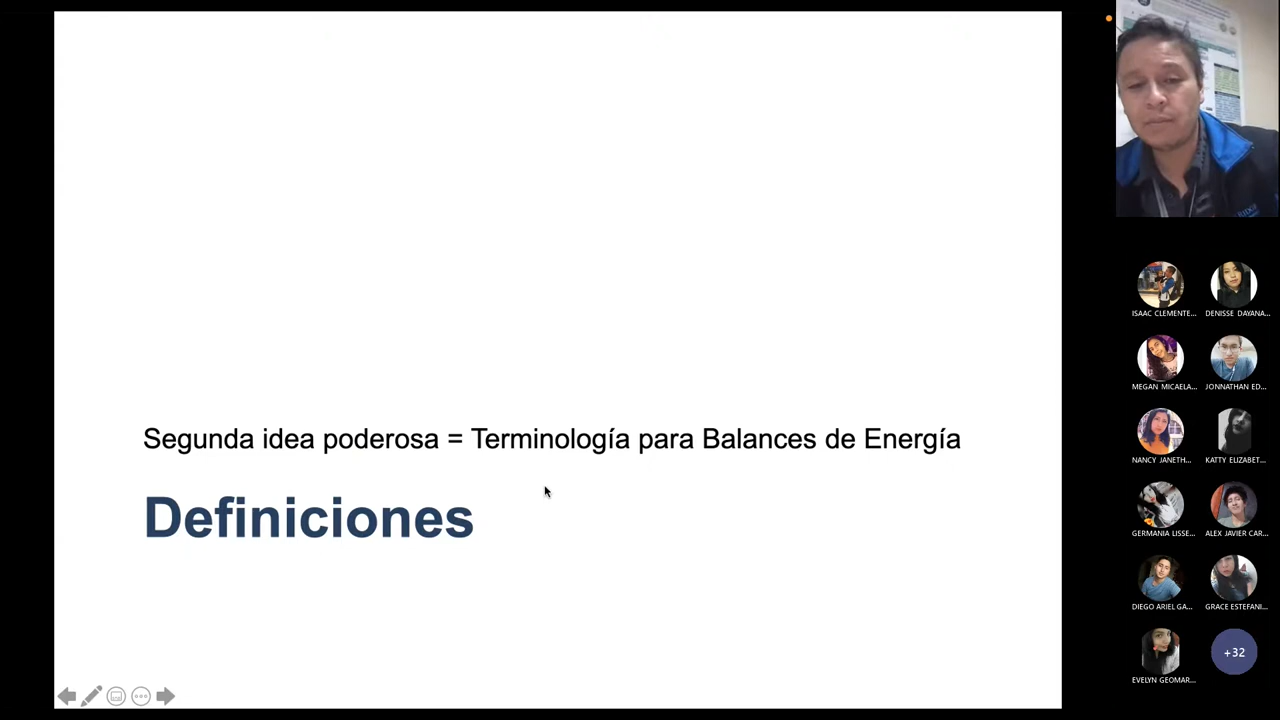 Segunda idea poderosa = Terminología para Balances de Energía
Definiciones
ISAAC CLEMENTE...
DENISSE DAYANA...
MEGAN MICAELA...
JONNATHAN ED...
NANCY JANETH...
KATTY ELIZABET...
GERMANIA LISSE...
ALEX JAVIER CAR...
DIEGO ARIEL GA...
GRACE ESTEFANI...
EVELYN GEOMAR...
+32